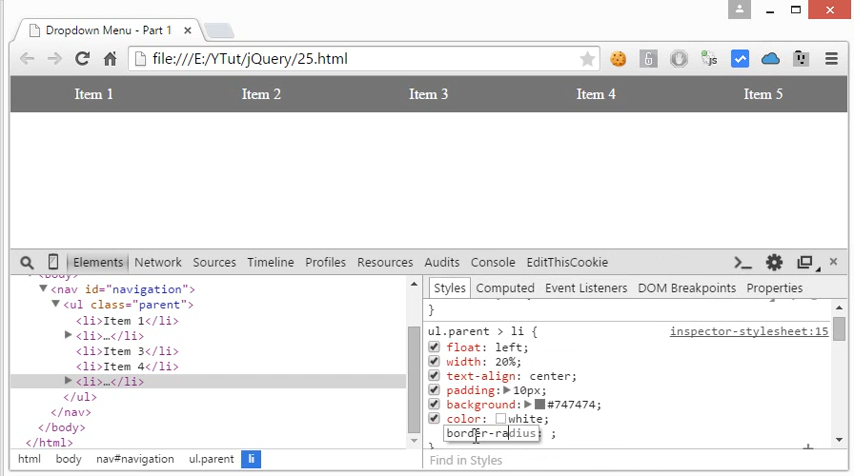 Dropdown Menu - Part 1
file:///E:/YTut/jQuery/25.html
Item 1 Item 2 Item 3 Item 4 Item 5
Elements Network Sources Timeline Profiles Resources Audits Console EditThisCookie
<body>
<nav id="navigation">
<ul class="parent">
<li>Item 1</li>
<li>…</li>
<li>Item 3</li>
<li>Item 4</li>
<li>…</li>
</ul>
</nav>
</body>
</html>
html body nav#navigation ul.parent li
Styles Computed Event Listeners DOM Breakpoints Properties
}
ul.parent > li { inspector-stylesheet:15
float: left;
width: 20%;
text-align: center;
padding: 10px;
background: #747474;
color: white;
border-radius: ;
}
Find in Styles